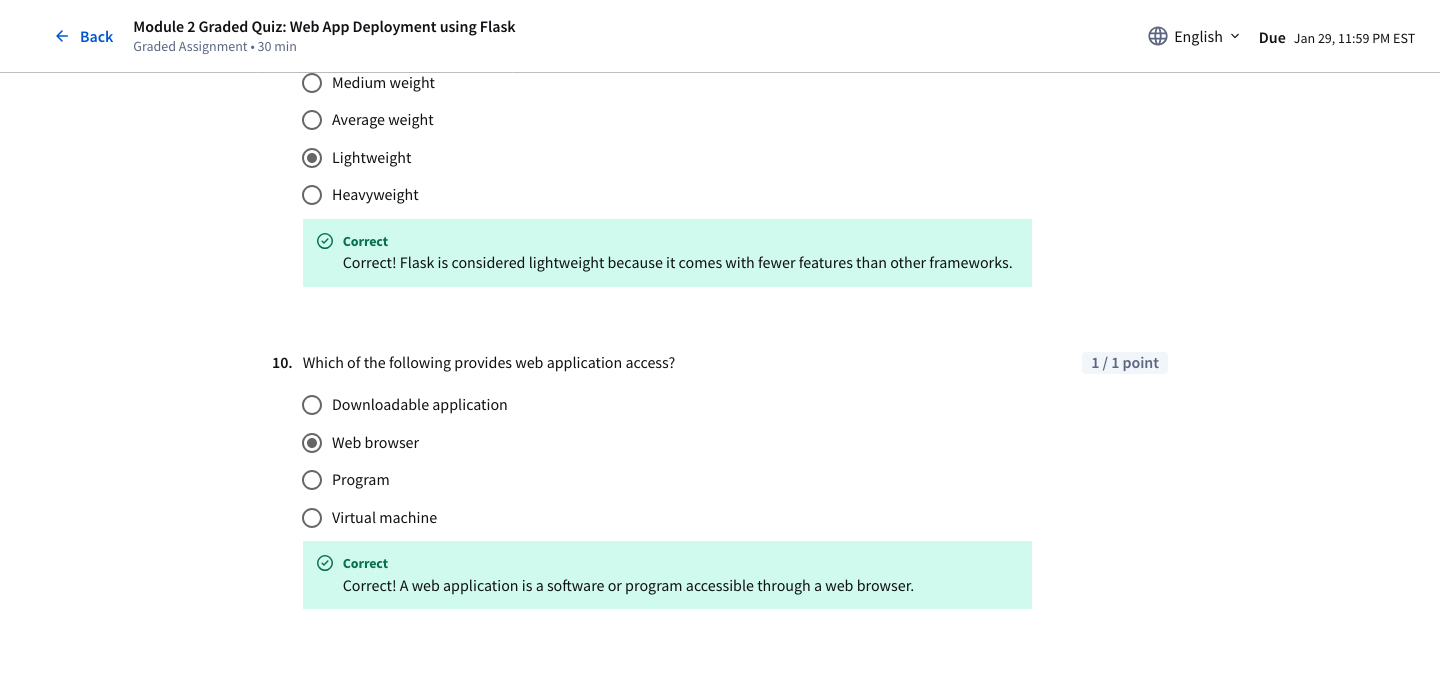 Back
Module 2 Graded Quiz: Web App Deployment using Flask
Graded Assignment • 30 min
English
Due Jan 29, 11:59 PM EST
Medium weight
Average weight
Lightweight
Heavyweight
Correct
Correct! Flask is considered lightweight because it comes with fewer features than other frameworks.
10. Which of the following provides web application access?
1 / 1 point
Downloadable application
Web browser
Program
Virtual machine
Correct
Correct! A web application is a software or program accessible through a web browser.